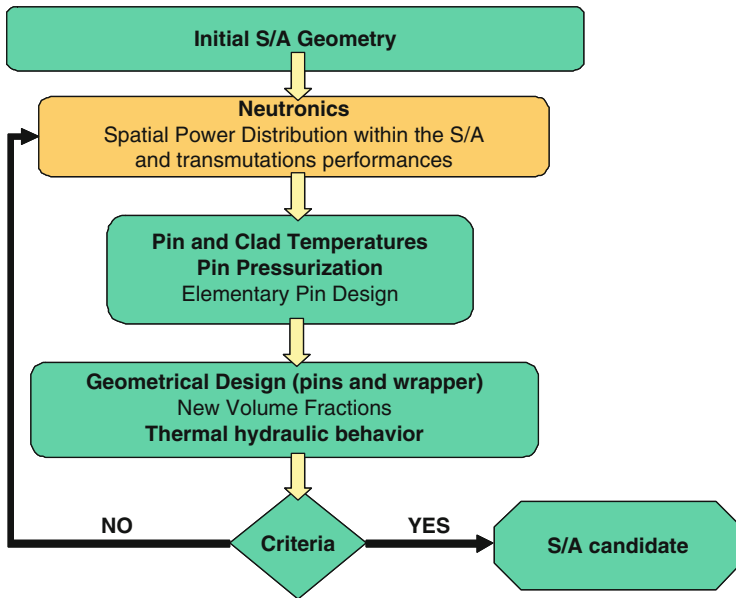 Initial S/A Geometry
Neutronics
Spatial Power Distribution within the S/A
and transmutations performances
Pin and Clad Temperatures
Pin Pressurization
Elementary Pin Design
Geometrical Design (pins and wrapper)
New Volume Fractions
Thermal hydraulic behavior
NO
Criteria
YES
S/A candidate